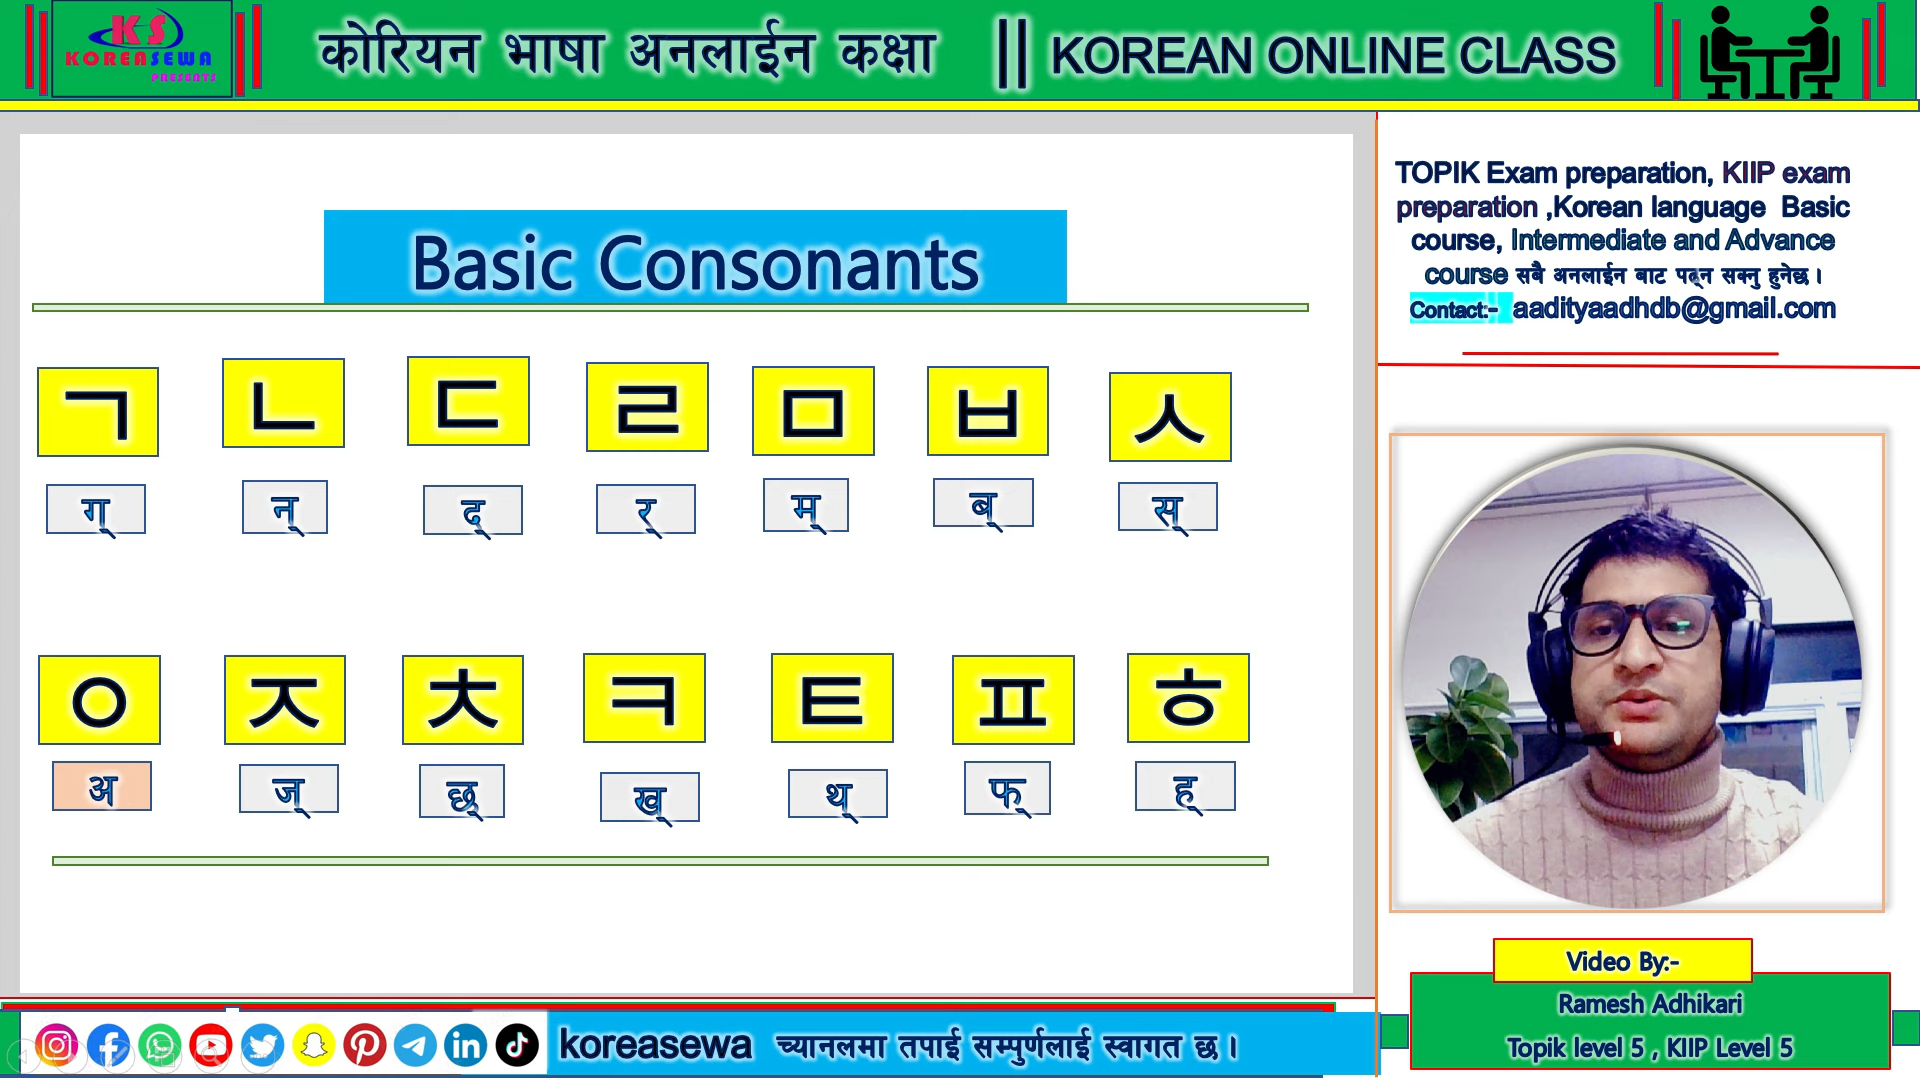 KS
KOREASEWA
PRESENTS
कोरियन भाषा अनलाईन कक्षा || KOREAN ONLINE CLASS
TOPIK Exam preparation, KIIP exam
preparation ,Korean language Basic
course, Intermediate and Advance
course सबै अनलाईन बाट पढ्न सक्नु हुनेछ।
Contact:- aadityaadhdb@gmail.com
Basic Consonants
ㄱ ㄴ ㄷ ㄹ ㅁ ㅂ ㅅ
ग् न् द् र् म् ब् स्
ㅇ ㅈ ㅊ ㅋ ㅌ ㅍ ㅎ
अ ज् छ् ख् थ् फ् ह्
Video By:-
Ramesh Adhikari
Topik level 5 , KIIP Level 5
koreasewa च्यानलमा तपाई सम्पुर्णलाई स्वागत छ।